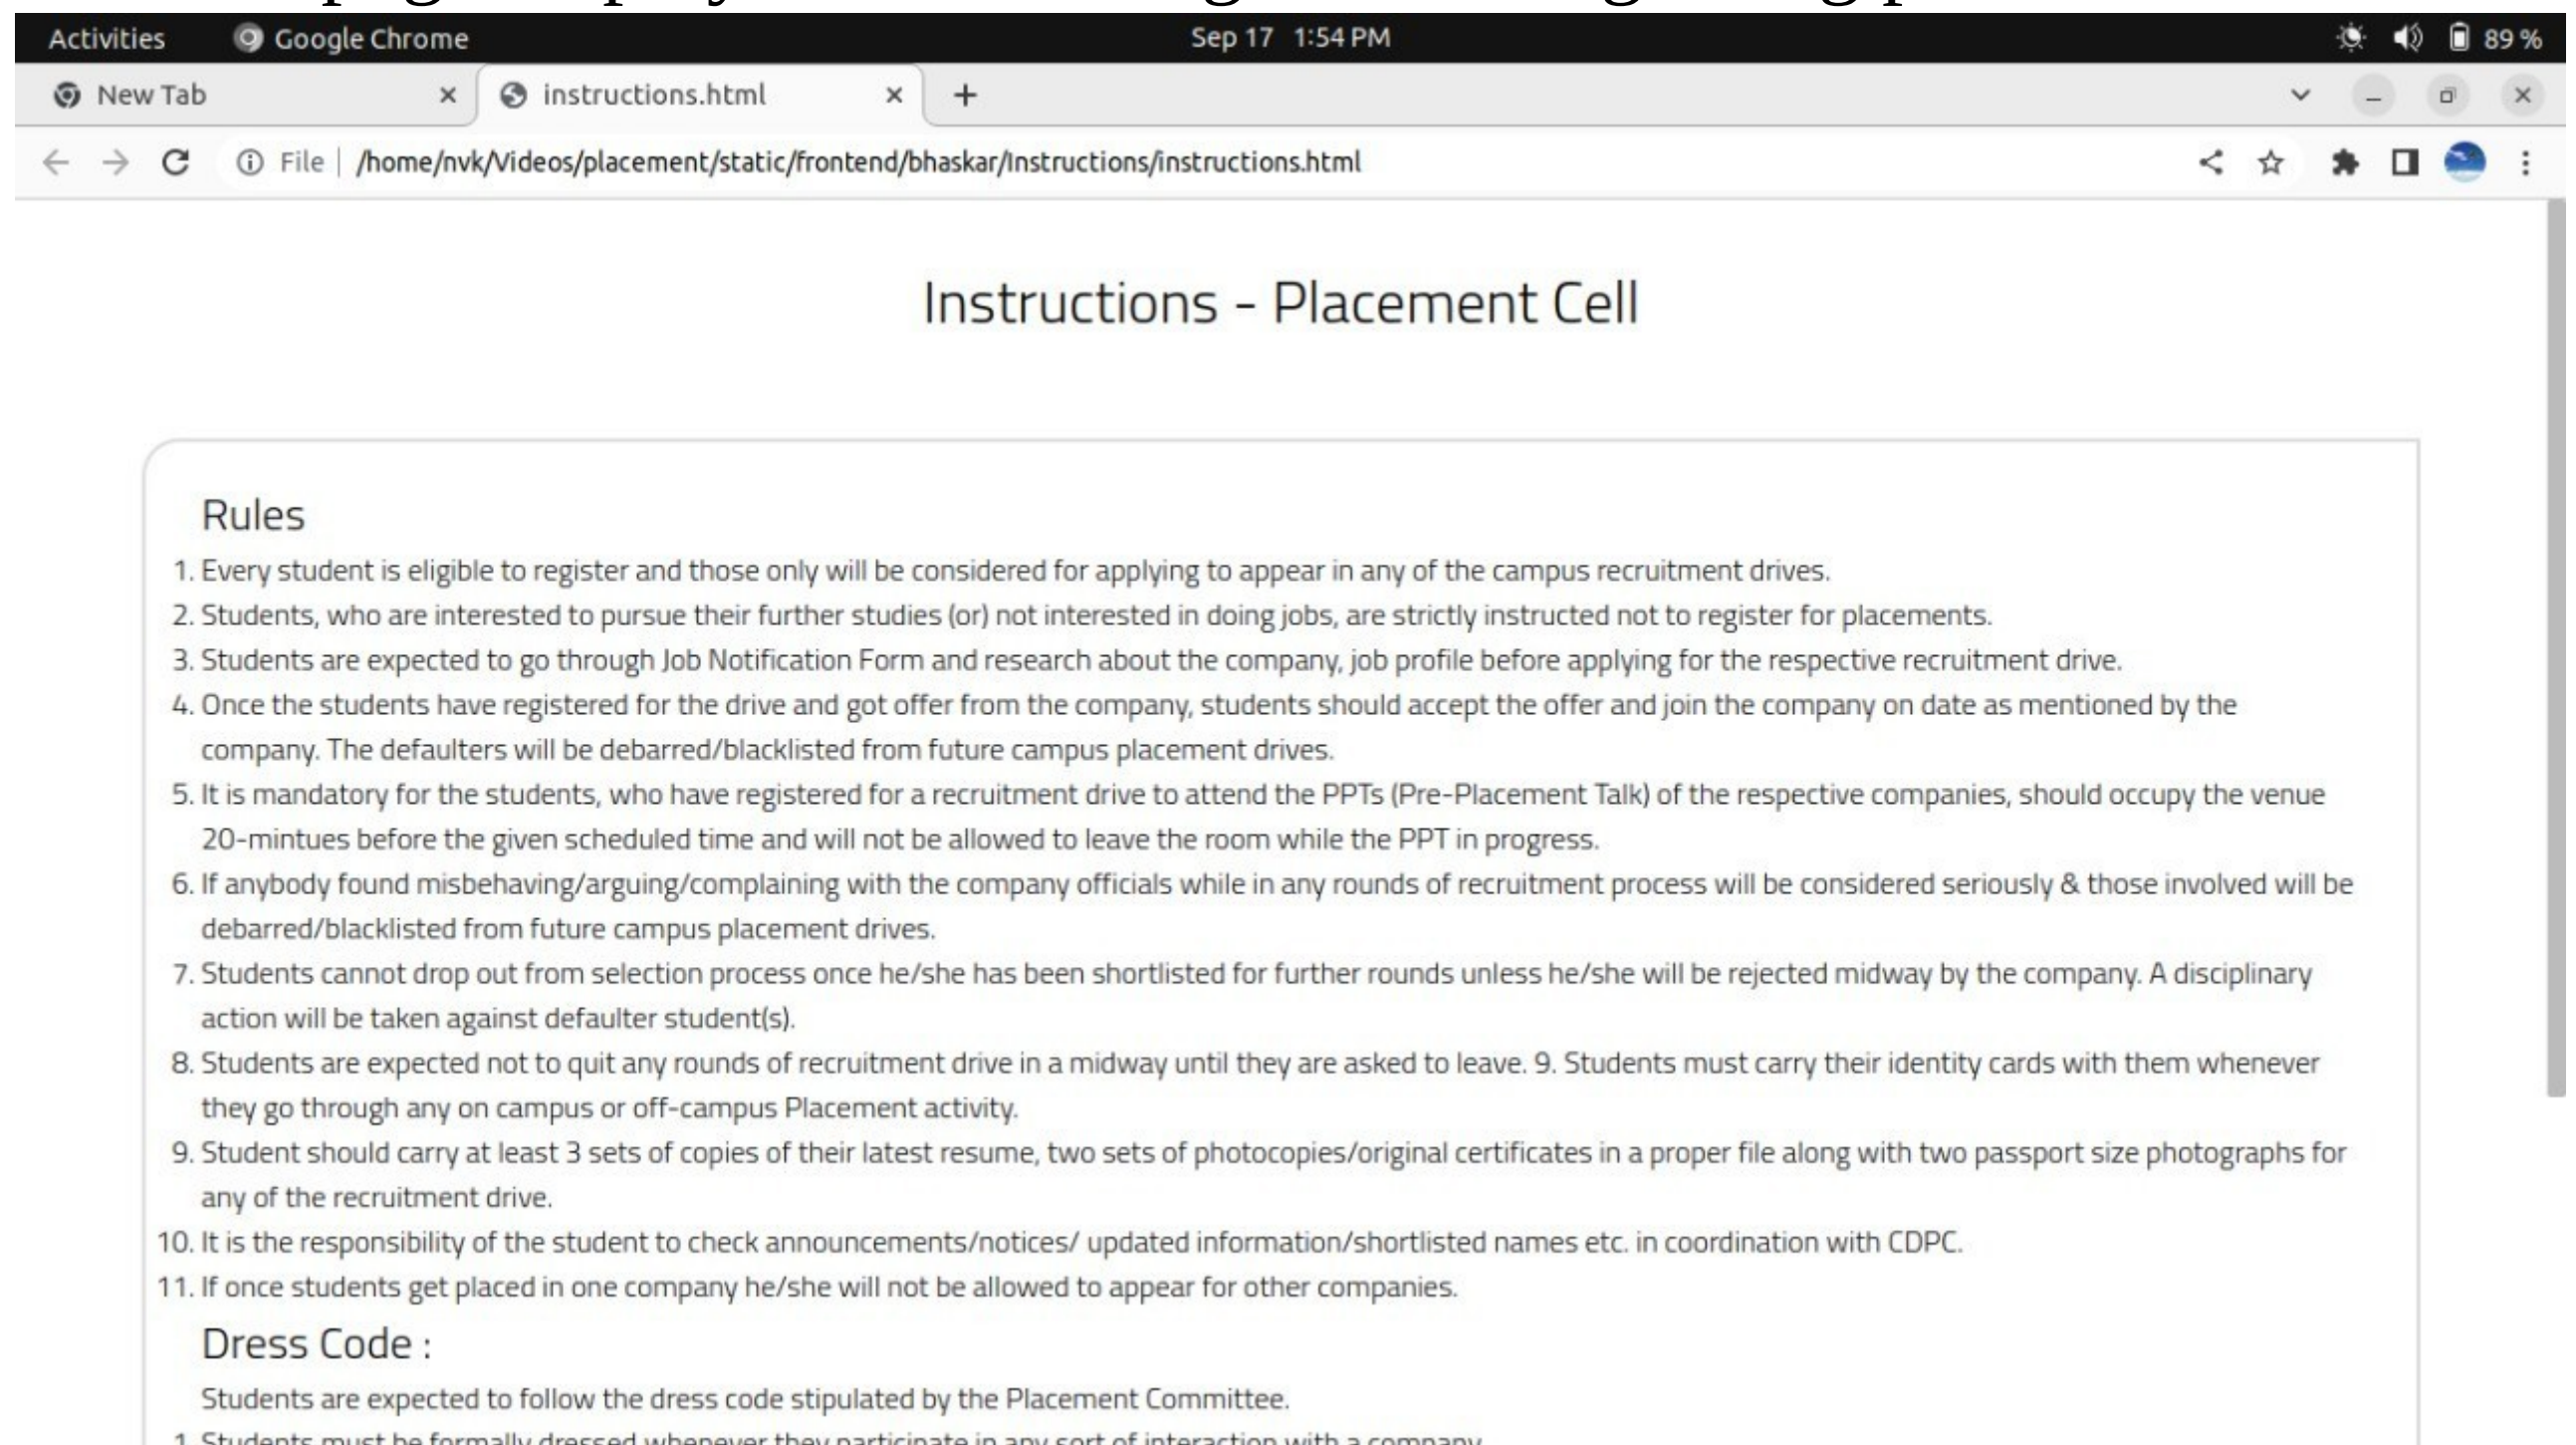 Activities Google Chrome Sep 17 1:54 PM 89 %
New Tab × instructions.html × +
File /home/nvk/Videos/placement/static/frontend/bhaskar/Instructions/instructions.html
Instructions - Placement Cell
Rules
1. Every student is eligible to register and those only will be considered for applying to appear in any of the campus recruitment drives.
2. Students, who are interested to pursue their further studies (or) not interested in doing jobs, are strictly instructed not to register for placements.
3. Students are expected to go through Job Notification Form and research about the company, job profile before applying for the respective recruitment drive.
4. Once the students have registered for the drive and got offer from the company, students should accept the offer and join the company on date as mentioned by the
company. The defaulters will be debarred/blacklisted from future campus placement drives.
5. It is mandatory for the students, who have registered for a recruitment drive to attend the PPTs (Pre-Placement Talk) of the respective companies, should occupy the venue
20-mintues before the given scheduled time and will not be allowed to leave the room while the PPT in progress.
6. If anybody found misbehaving/arguing/complaining with the company officials while in any rounds of recruitment process will be considered seriously & those involved will be
debarred/blacklisted from future campus placement drives.
7. Students cannot drop out from selection process once he/she has been shortlisted for further rounds unless he/she will be rejected midway by the company. A disciplinary
action will be taken against defaulter student(s).
8. Students are expected not to quit any rounds of recruitment drive in a midway until they are asked to leave. 9. Students must carry their identity cards with them whenever
they go through any on campus or off-campus Placement activity.
9. Student should carry at least 3 sets of copies of their latest resume, two sets of photocopies/original certificates in a proper file along with two passport size photographs for
any of the recruitment drive.
10. It is the responsibility of the student to check announcements/notices/ updated information/shortlisted names etc. in coordination with CDPC.
11. If once students get placed in one company he/she will not be allowed to appear for other companies.
Dress Code :
Students are expected to follow the dress code stipulated by the Placement Committee.
1. Students must be formally dressed whenever they participate in any sort of interaction with a company